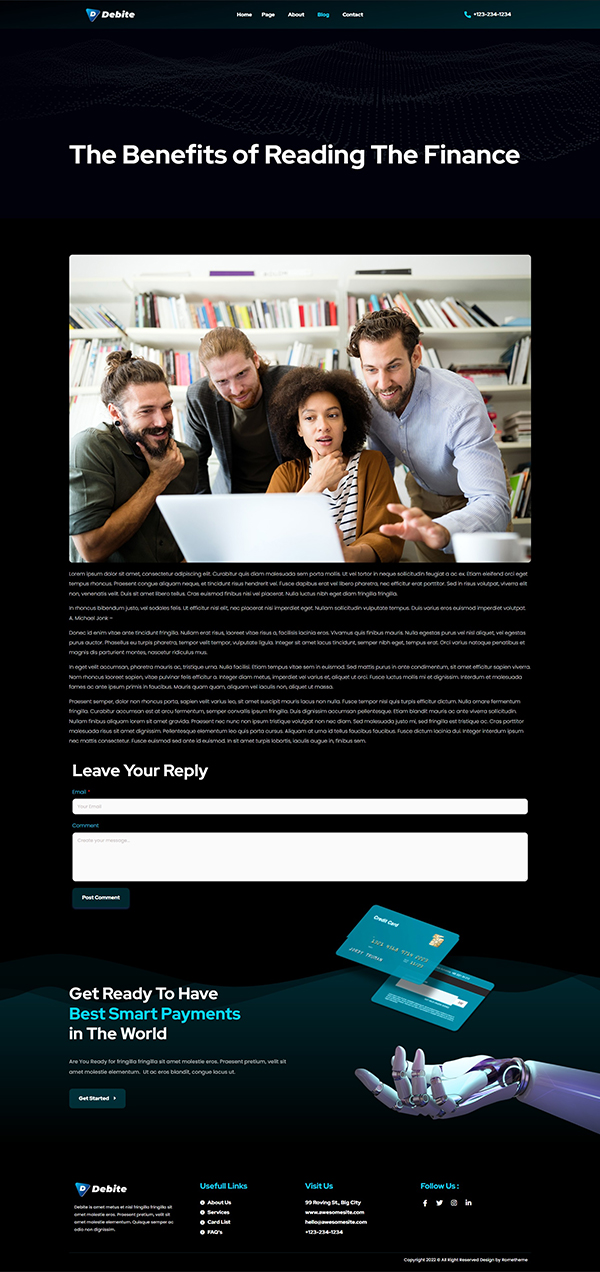 Debite
Home Page About Blog Contact
+123-234-1234
The Benefits of Reading The Finance
Lorem ipsum dolor sit amet, consectetur adipiscing elit. Curabitur quis diam malesuada sem porta mollis. Ut vel tortor in neque sollicitudin feugiat a ac ex. Etiam eleifend orci eget
tempus rhoncus. Praesent congue aliquam neque, et tincidunt risus hendrerit vel. Fusce dapibus erat vel libero pharetra, nec efficitur erat porttitor. Sed in risus volutpat, viverra elit
non, venenatis velit. Duis sit amet libero tellus. Cras euismod finibus nisi vel placerat. Nulla luctus nibh eget diam fringilla fringilla.
In rhoncus bibendum justo, vel sodales felis. Ut efficitur nisl elit, nec placerat nisi imperdiet eget. Nullam sollicitudin vulputate tempus. Duis varius eros euismod imperdiet volutpat.
A. Michael Jonk –
Donec id enim vitae ante tincidunt fringilla. Nullam erat risus, laoreet vitae risus a, facilisis lacinia eros. Vivamus quis finibus mauris. Nulla egestas purus vel nisl aliquet, vel egestas
purus auctor. Phasellus eu turpis pharetra, tempor velit tempor, vulputate ligula. Integer sit amet lacus tincidunt, semper nibh eget, tempus erat. Orci varius natoque penatibus et
magnis dis parturient montes, nascetur ridiculus mus.
In eget velit accumsan, pharetra mauris ac, tristique urna. Nulla facilisi. Etiam tempus vitae sem in euismod. Sed mattis purus in ante condimentum, sit amet efficitur sapien viverra
Nam rhoncus laoreet sapien, vitae pulvinar felis efficitur a. Integer diam metus, imperdiet vel varius et, aliquet ut orci. Fusce luctus mattis mi et dignissim. Interdum et malesuada
fames ac ante ipsum primis in faucibus. Mauris quam quam, aliquam vel iaculis non, aliquet ut massa.
Praesent semper, dolor non rhoncus porta, sapien velit varius leo, sit amet suscipit mauris lacus non nulla. Fusce tempor nisl quis turpis efficitur dictum. Nulla ornare fermentum
fringilla. Curabitur accumsan est at arcu fermentum, semper convallis ipsum fringilla. Duis dignissim accumsan pellentesque. Etiam blandit mauris ac ante viverra sollicitudin.
Nullam finibus aliquam lorem sit amet gravida. Praesent nec nunc non ipsum tristique volutpat non nec diam. Sed malesuada justo mi, sed fringilla est tristique ac. Cras porttitor
malesuada risus sit amet dignissim. Pellentesque elementum leo quis porta cursus. Aliquam at urna id tellus faucibus faucibus. Fusce dictum lacinia dui. Integer interdum ipsum
nec mattis consectetur. Fusce euismod sed ante id euismod. In sit amet turpis lobortis, iaculis augue in, finibus sem.
Leave Your Reply
Email *
Your Email
Comment
Create your message...
Post Comment
Credit Card
Get Ready To Have
Best Smart Payments
in The World
Are You Ready for fringilla fringilla sit amet molestie eros. Praesent pretium, velit sit
amet molestie elementum. Ut ac eros blandit, congue lacus ut.
Get Started
Debite
Debite is amet metus et nisl fringilla fringilla sit
amet molestie eros. Praesent pretium, velit sit
amet molestie elementum. Quisque semper ac
odio non dignissim.
Usefull Links
About Us
Services
Card List
FAQ's
Visit Us
99 Roving St., Big City
www.awesomesite.com
hello@awesomesite.com
+123-234-1234
Follow Us :
Copyright 2022 © All Right Reserved Design by Rometheme